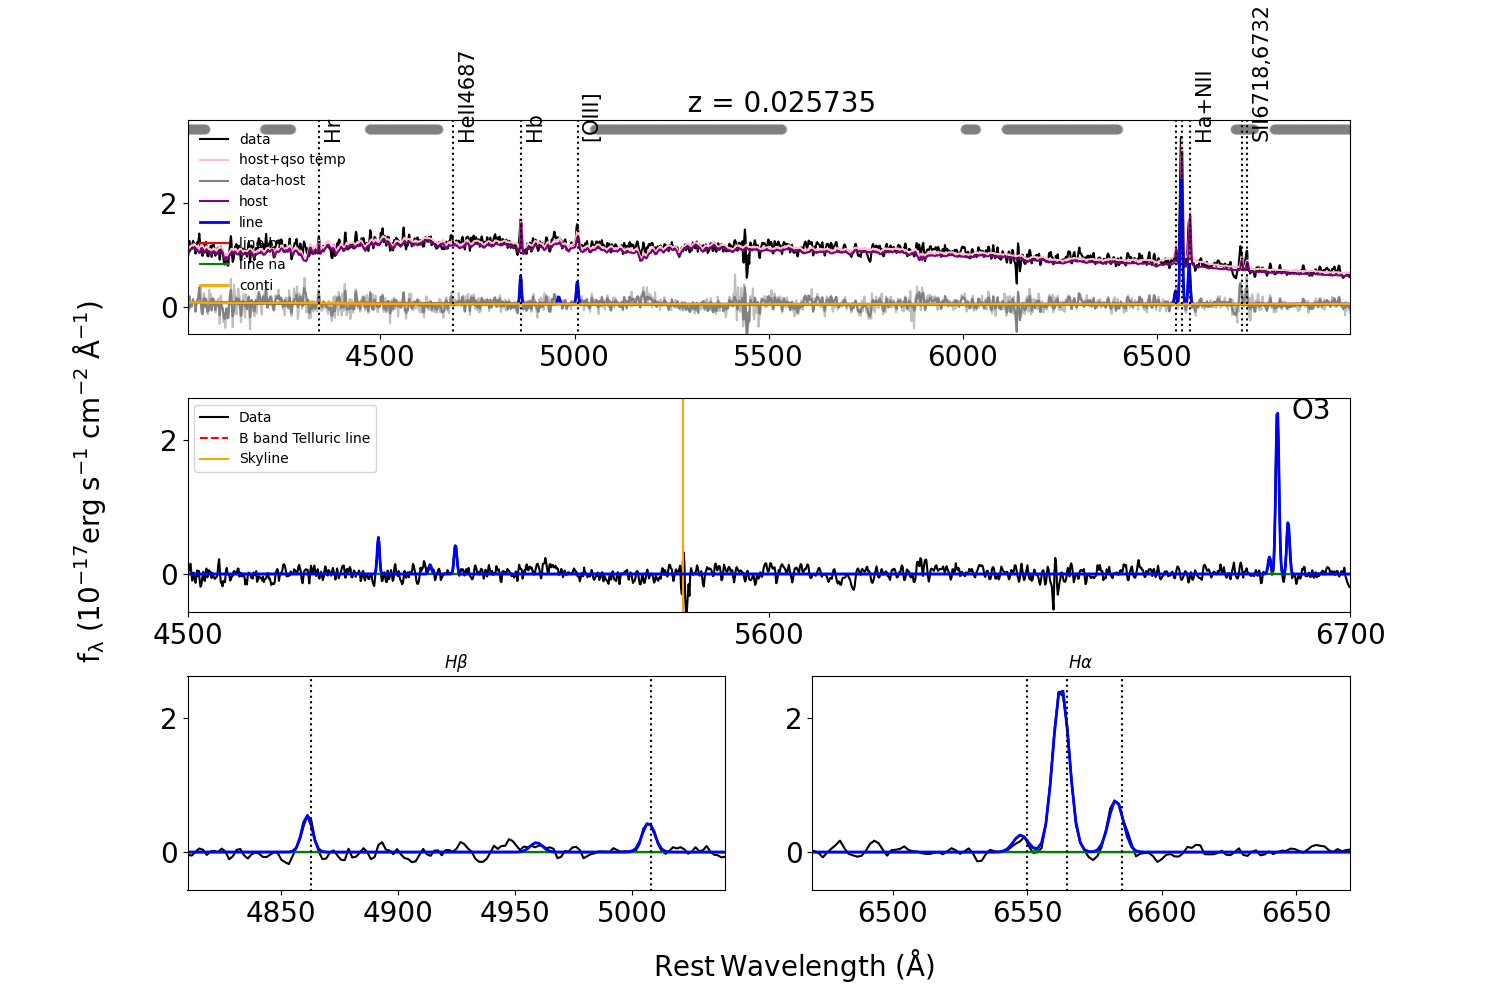 z = 0.025735
Hr
HeII4687
Hb
[OIII]
Ha+NII
SII6718,6732
data
host+qso temp
data-host
host
line
line na
conti
2
0
4500
5000
5500
6000
6500
Data
B band Telluric line
Skyline
O3
2
0
4500
5600
6700
fλ (10−17erg s−1 cm−2 Å−1)
Hβ
2
0
4850
4900
4950
5000
Hα
2
0
6500
6550
6600
6650
Rest Wavelength (Å)